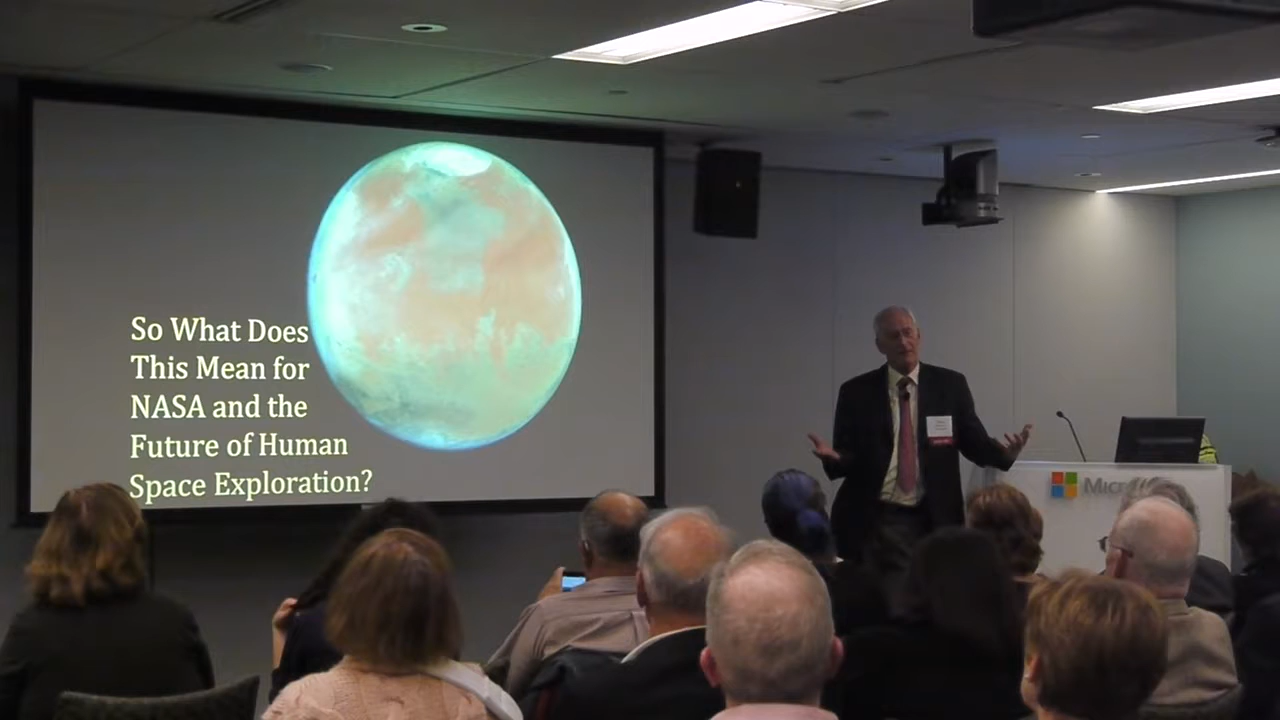 So What Does
This Mean for
NASA and the
Future of Human
Space Exploration?